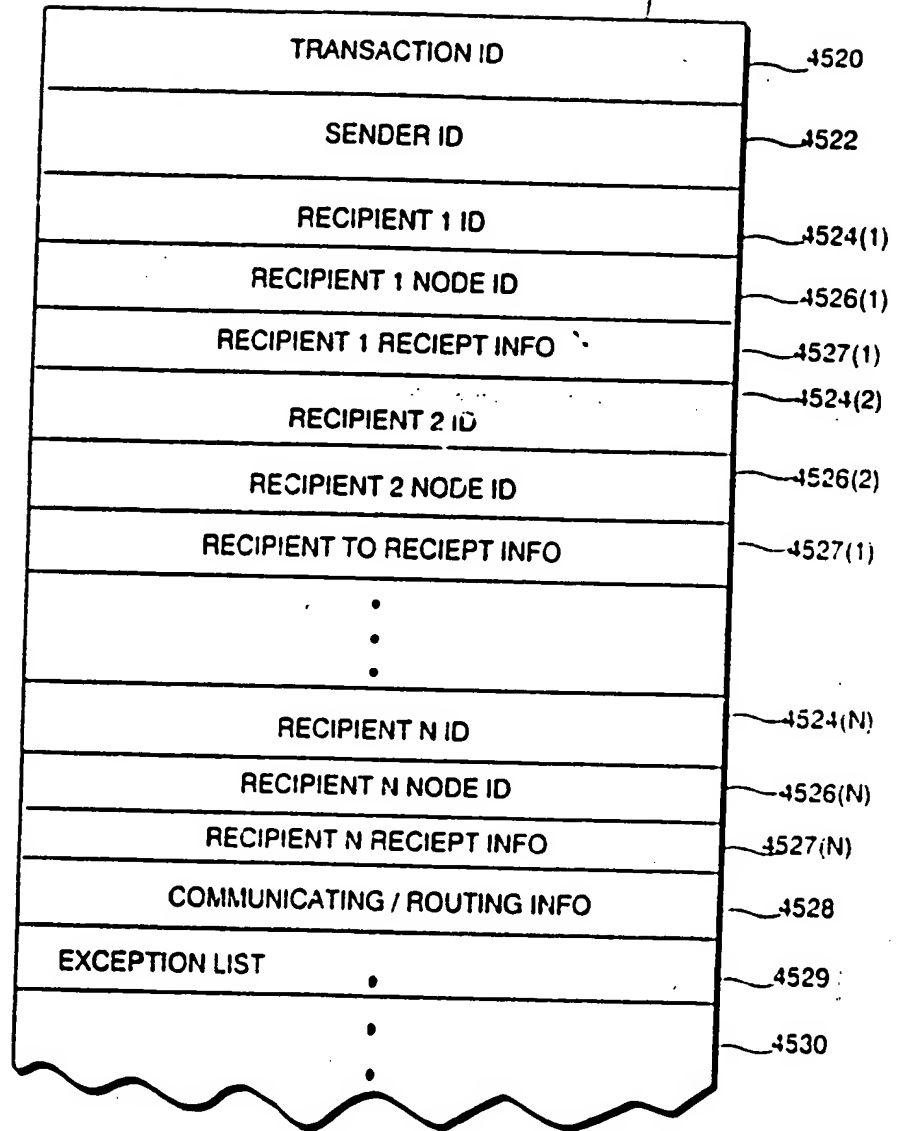 TRANSACTION ID 4520
SENDER ID 4522
RECIPIENT 1 ID 4524(1)
RECIPIENT 1 NODE ID 4526(1)
RECIPIENT 1 RECIEPT INFO 4527(1)
RECIPIENT 2 ID 4524(2)
RECIPIENT 2 NODE ID 4526(2)
RECIPIENT TO RECIEPT INFO 4527(1)
RECIPIENT N ID 4524(N)
RECIPIENT N NODE ID 4526(N)
RECIPIENT N RECIEPT INFO 4527(N)
COMMUNICATING / ROUTING INFO 4528
EXCEPTION LIST 4529
4530